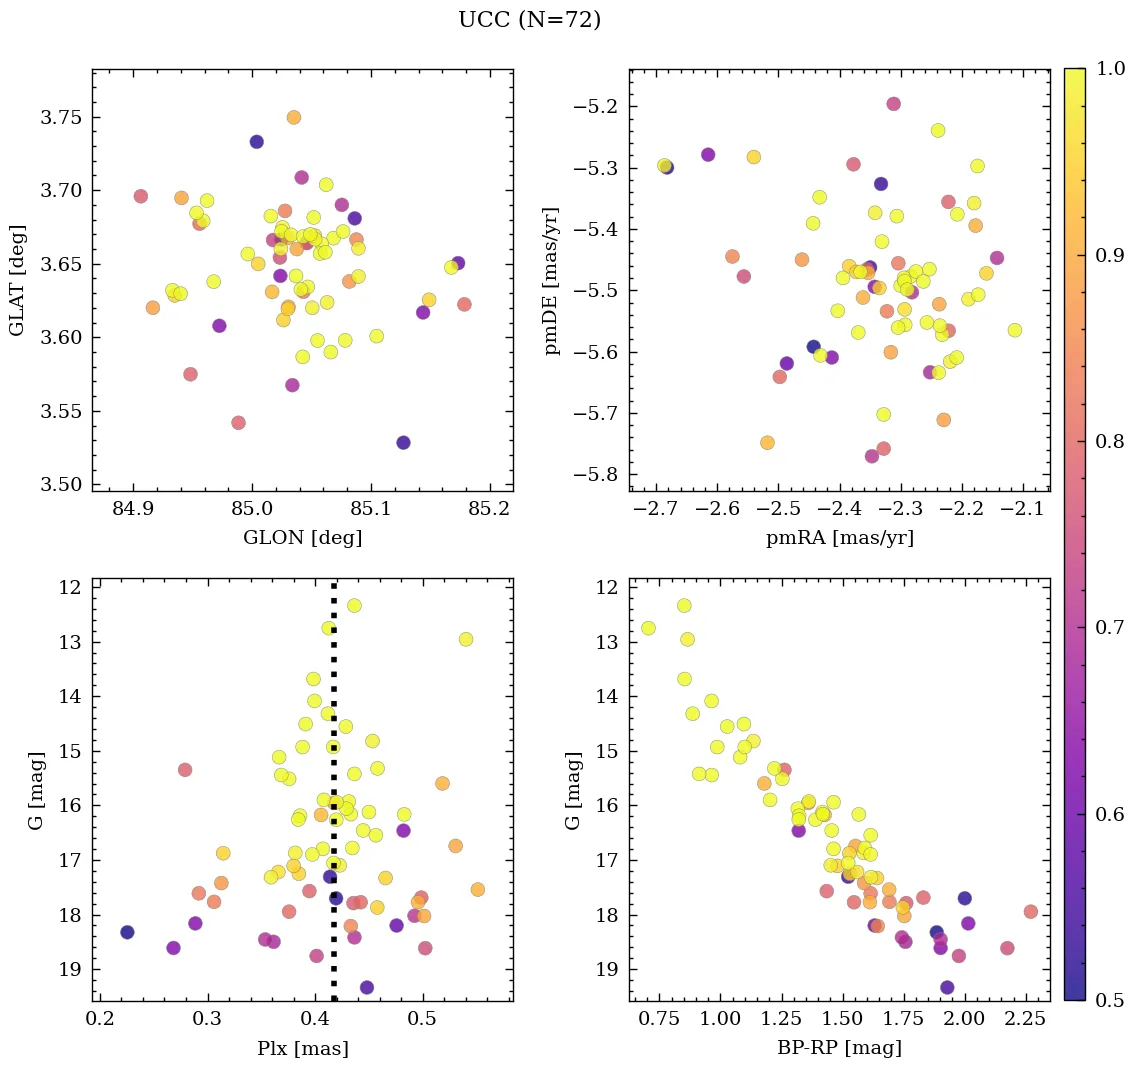 UCC (N=72)
3.75
3.70
3.65
3.60
3.55
3.50
GLAT [deg]
84.9 85.0 85.1 85.2
GLON [deg]
−5.2
−5.3
−5.4
−5.5
−5.6
−5.7
−5.8
pmDE [mas/yr]
−2.7 −2.6 −2.5 −2.4 −2.3 −2.2 −2.1
pmRA [mas/yr]
12
13
14
15
16
17
18
19
G [mag]
0.2 0.3 0.4 0.5
Plx [mas]
12
13
14
15
16
17
18
19
G [mag]
0.75 1.00 1.25 1.50 1.75 2.00 2.25
BP-RP [mag]
1.0
0.9
0.8
0.7
0.6
0.5